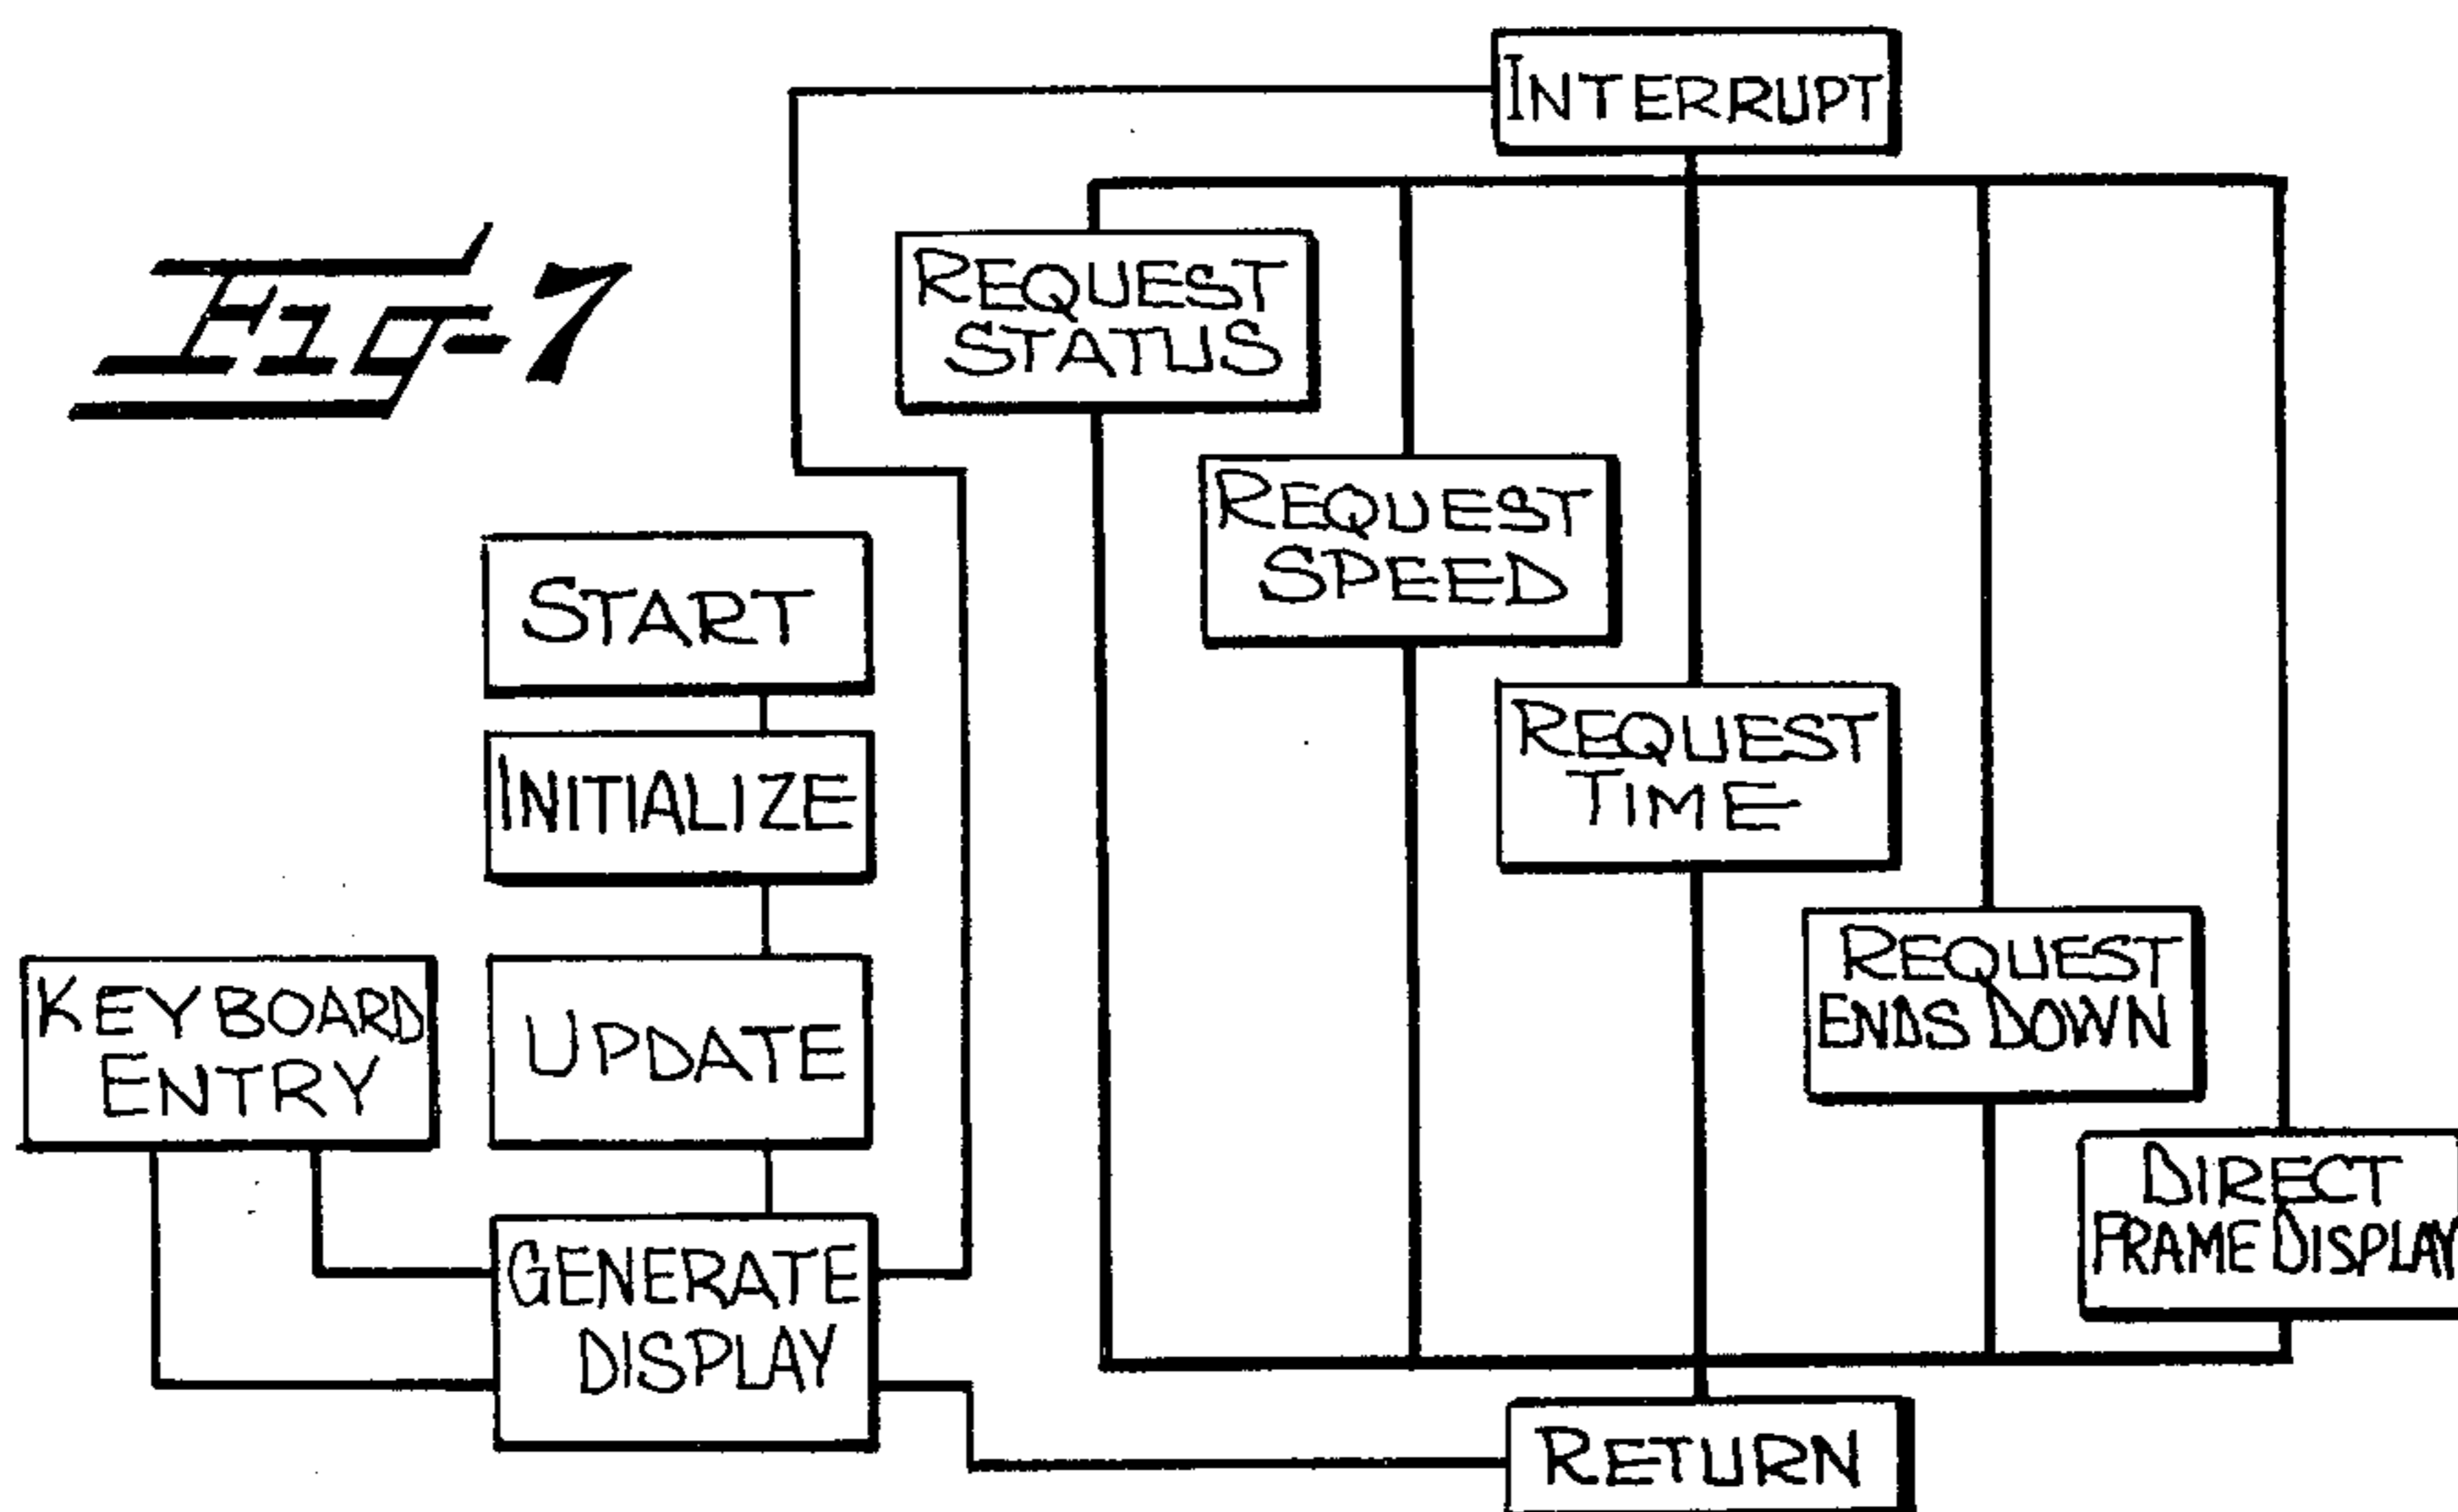 INTERRUPT
Fig-7
REQUEST
STATUS
REQUEST
SPEED
START
REQUEST
TIME
INITIALIZE
REQUEST
ENDS DOWN
KEYBOARD
ENTRY
UPDATE
DIRECT
FRAME DISPLAY
GENERATE
DISPLAY
RETURN